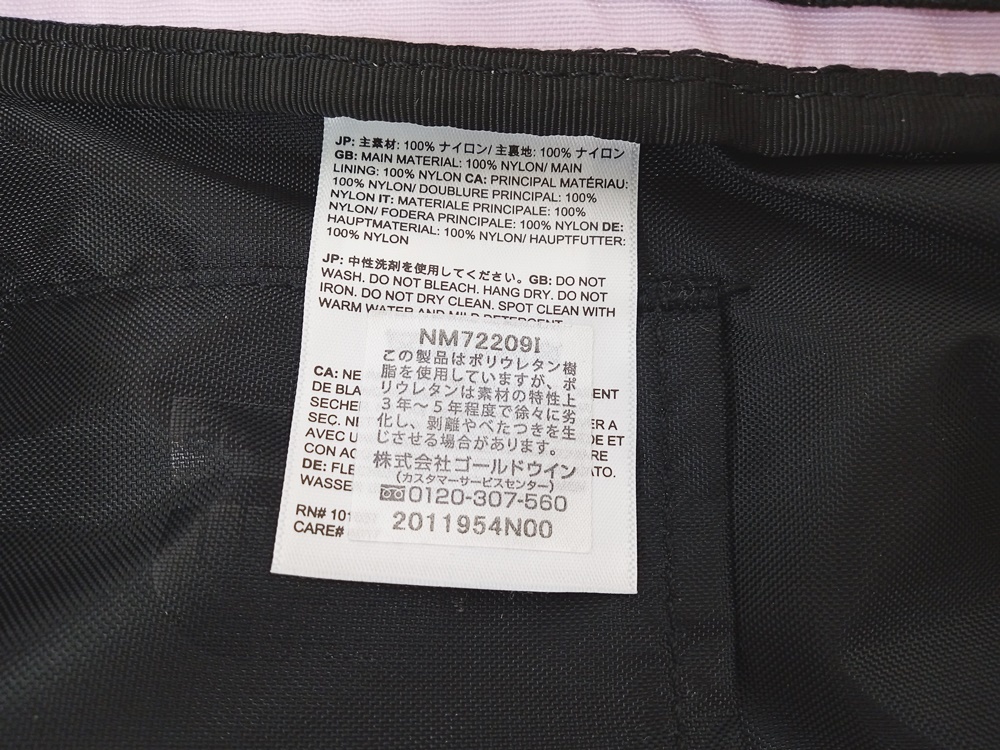 JP: 主素材: 100% ナイロン/ 主裏地: 100% ナイロン
GB: MAIN MATERIAL: 100% NYLON/ MAIN
LINING: 100% NYLON CA: PRINCIPAL MATÉRIAU:
100% NYLON/ DOUBLURE PRINCIPAL: 100%
NYLON IT: MATERIALE PRINCIPALE: 100%
NYLON/ FODERA PRINCIPALE: 100% NYLON DE:
HAUPTMATERIAL: 100% NYLON/ HAUPTFUTTER:
100% NYLON
JP: 中性洗剤を使用してください。GB: DO NOT
WASH. DO NOT BLEACH. HANG DRY. DO NOT
IRON. DO NOT DRY CLEAN. SPOT CLEAN WITH
WARM WATER AND MILD DETERGENT
NM72209I
この製品はポリウレタン樹
脂を使用していますが、ポ
リウレタンは素材の特性上
3年～5年程度で徐々に劣
化し、剥離やべたつきを生
じさせる場合があります。
株式会社ゴールドウイン
(カスタマーサービスセンター)
0120-307-560
2011954N00
CA:
DE BLA
SECHE
SEC.
AVEC
CON AC
DE: FLE
WASSE
RN# 101
CARE#